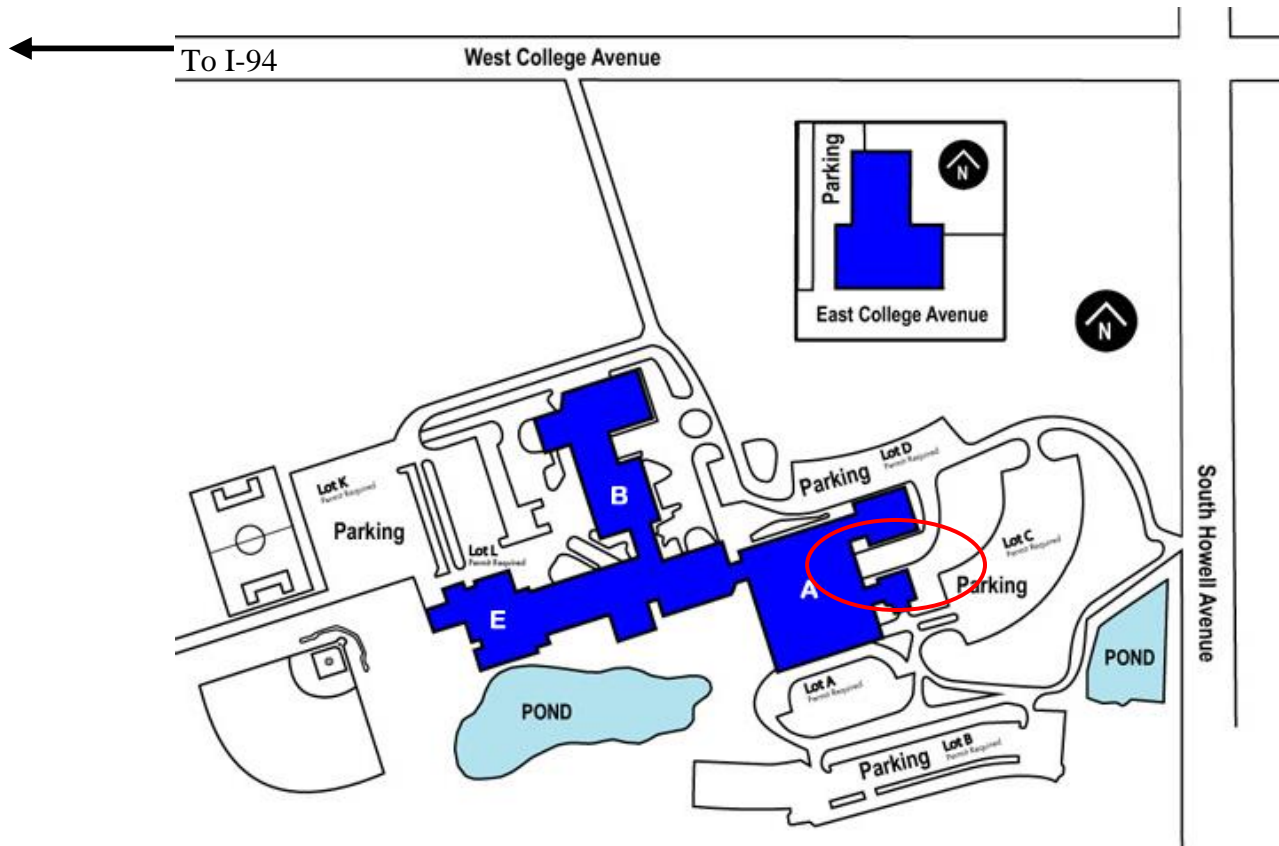 To I-94
West College Avenue
Parking
N
East College Avenue
N
South Howell Avenue
Lot K
Permit Required
Parking
Lot L
Permit Required
B
Parking
Lot D
Permit Required
Lot C
Permit Required
Parking
A
E
POND
POND
Lot A
Permit Required
Parking
Lot B
Permit Required